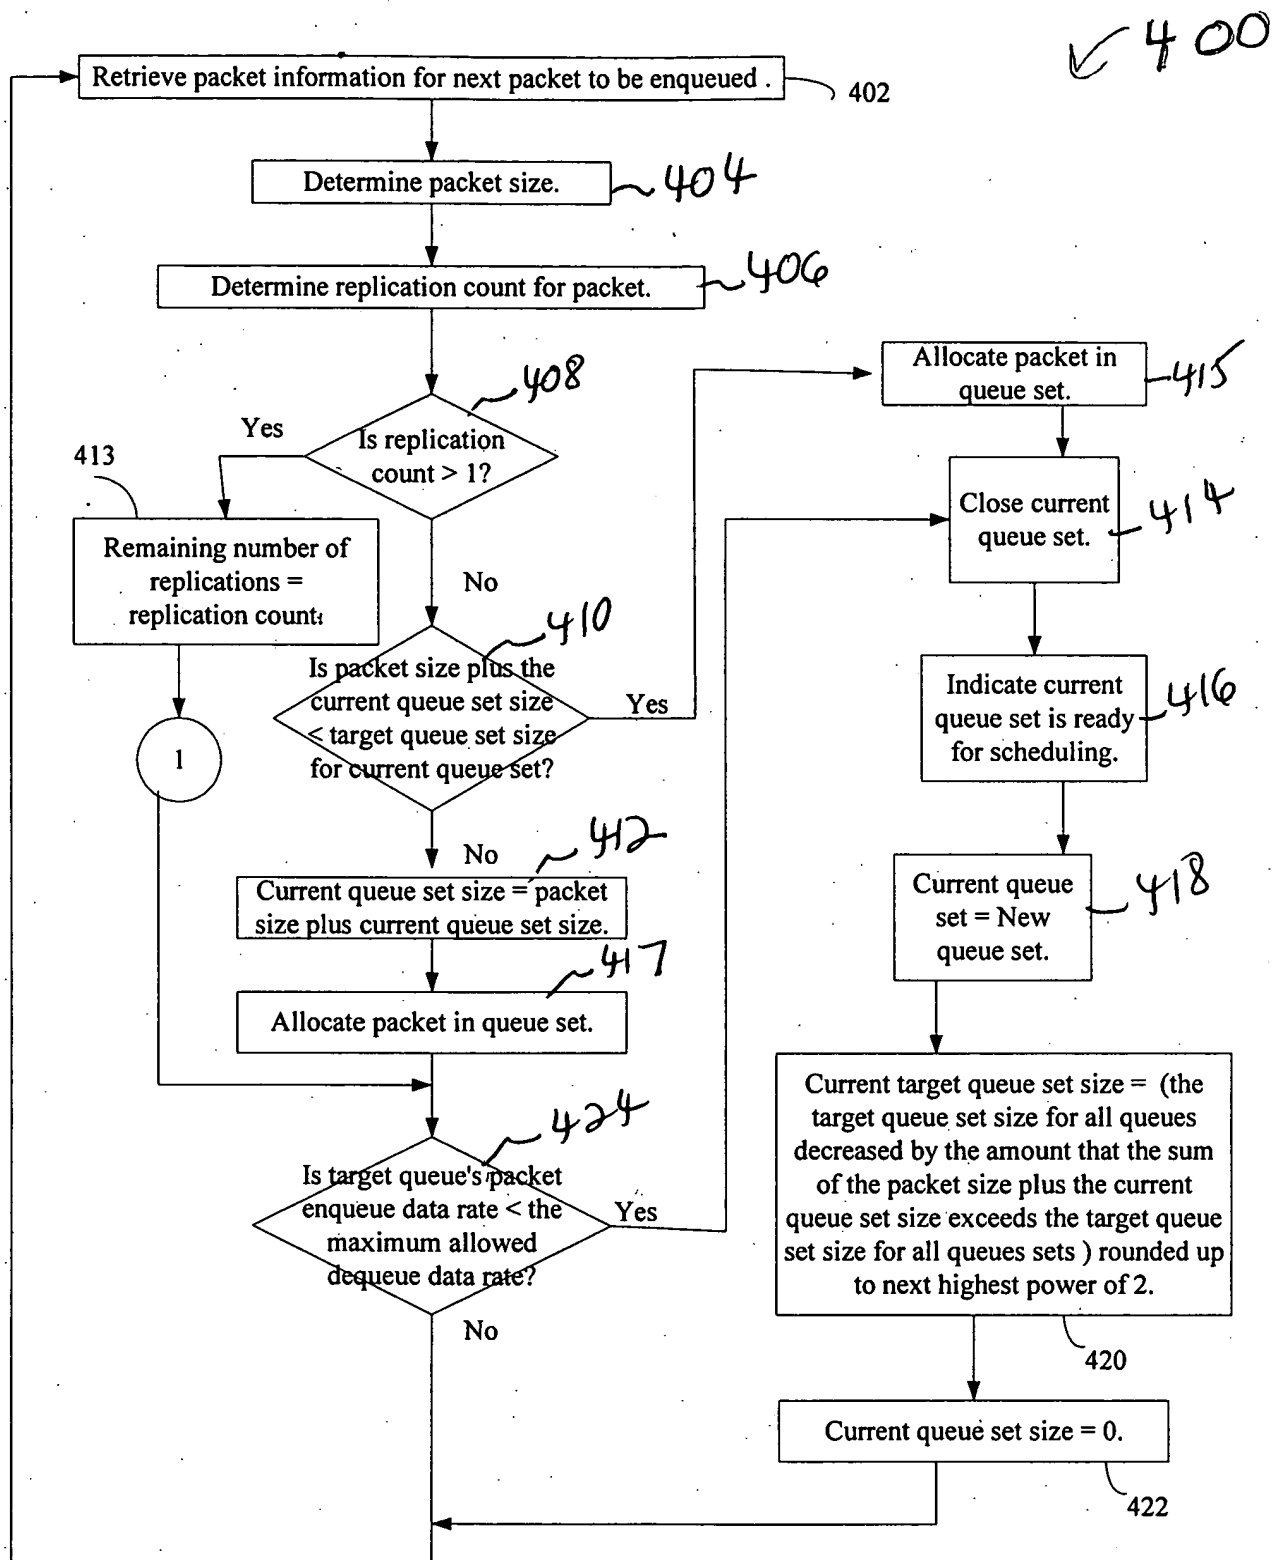 400
Retrieve packet information for next packet to be enqueued .
402
Determine packet size.
404
Determine replication count for packet.
406
408
Is replication
count > 1?
Yes
No
413
Remaining number of
replications =
replication count.
1
410
Is packet size plus the
current queue set size
< target queue set size
for current queue set?
Yes
No
412
Current queue set size = packet
size plus current queue set size.
417
Allocate packet in queue set.
424
Is target queue's packet
enqueue data rate < the
maximum allowed
dequeue data rate?
Yes
No
Allocate packet in
queue set.
415
Close current
queue set.
414
Indicate current
queue set is ready
for scheduling.
416
Current queue
set = New
queue set.
418
Current target queue set size = (the
target queue set size for all queues
decreased by the amount that the sum
of the packet size plus the current
queue set size exceeds the target queue
set size for all queues sets ) rounded up
to next highest power of 2.
420
Current queue set size = 0.
422